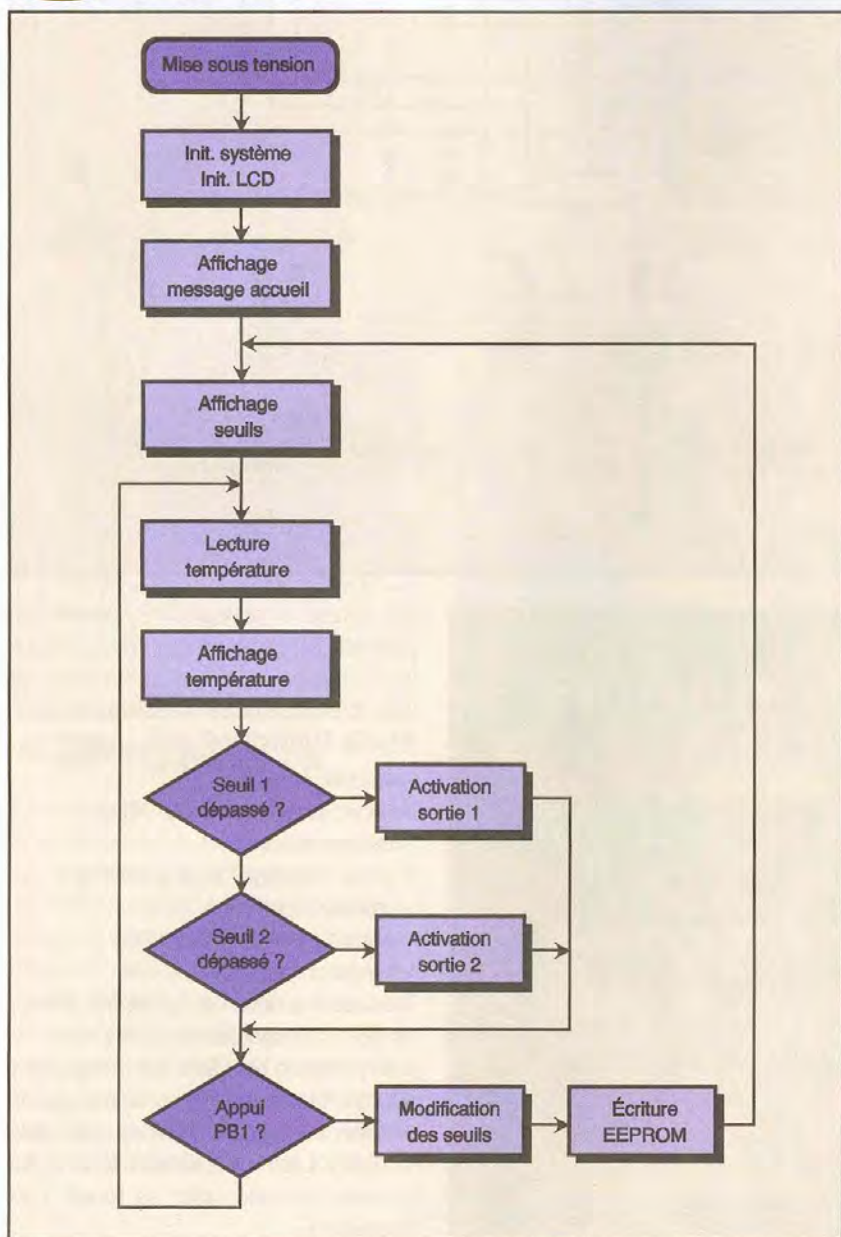 Mise sous tension
Init. système
Init. LCD
Affichage
message accueil
Affichage
seuils
Lecture
température
Affichage
température
Seuil 1
dépassé ?
Activation
sortie 1
Seuil 2
dépassé ?
Activation
sortie 2
Appui
PB1 ?
Modification
des seuils
Écriture
EEPROM